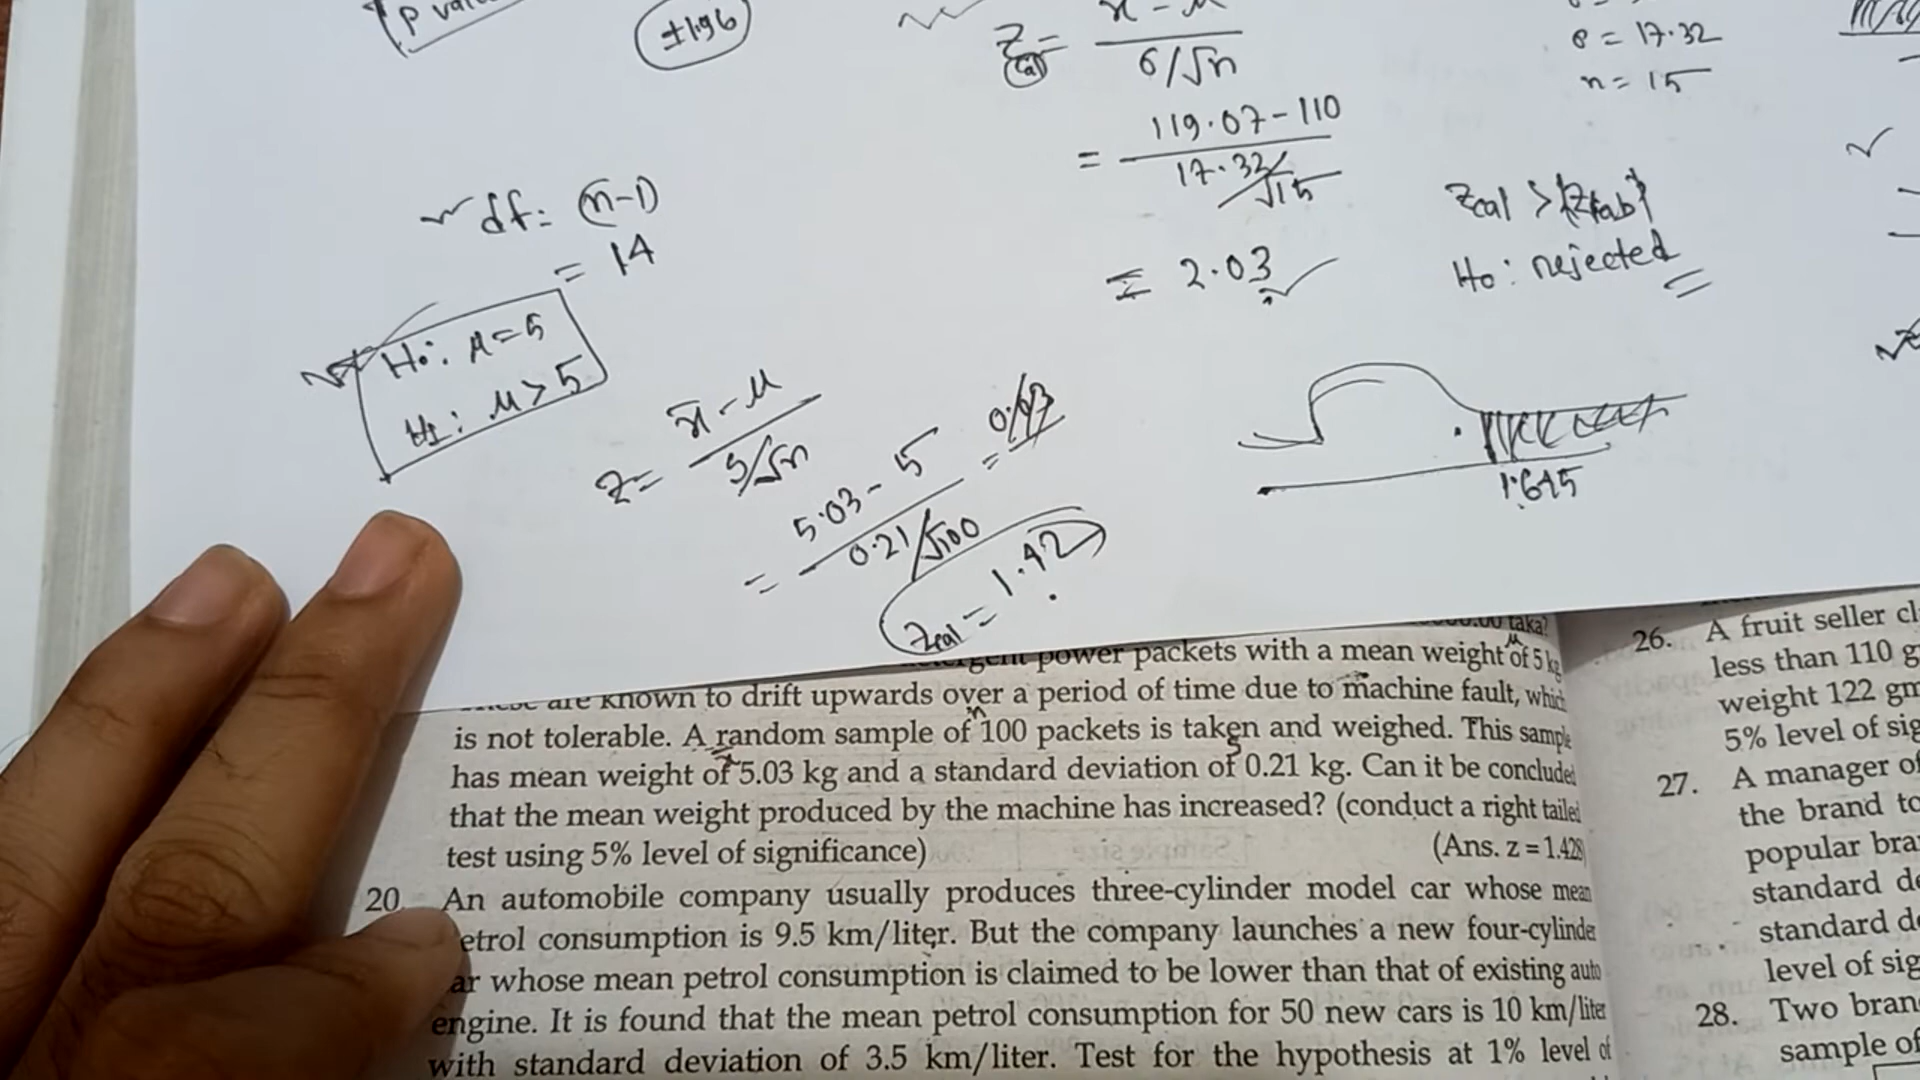 p
±1.96
Zcal = x̄ - μ
6/√n
σ = 17.32
n = 15
= 119.07 - 110
17.32/√15
= 2.03
Zcal > |Ztab|
Ho: rejected
df = (n-1)
= 14
Ho: μ = 5
H1: μ > 5
Z = x̄ - μ
s/√n
= 5.03 - 5
0.21/√100
=
Zcal = 1.42
1.645
taka?
power packets with a mean weight of 5 kg
are known to drift upwards over a period of time due to machine fault, which
is not tolerable. A random sample of 100 packets is taken and weighed. This sample
has mean weight of 5.03 kg and a standard deviation of 0.21 kg. Can it be conclude
that the mean weight produced by the machine has increased? (conduct a right tailed
test using 5% level of significance) (Ans. z = 1.428
20. An automobile company usually produces three-cylinder model car whose mean
etrol consumption is 9.5 km/liter. But the company launches a new four-cylinde
ar whose mean petrol consumption is claimed to be lower than that of existing auto
engine. It is found that the mean petrol consumption for 50 new cars is 10 km/liter
with standard deviation of 3.5 km/liter. Test for the hypothesis at 1% level of
26. A fruit seller cl
less than 110 g
weight 122 gm
5% level of sig
27. A manager of
the brand to
popular bra
standard de
standard de
level of sig
28. Two bran
sample of